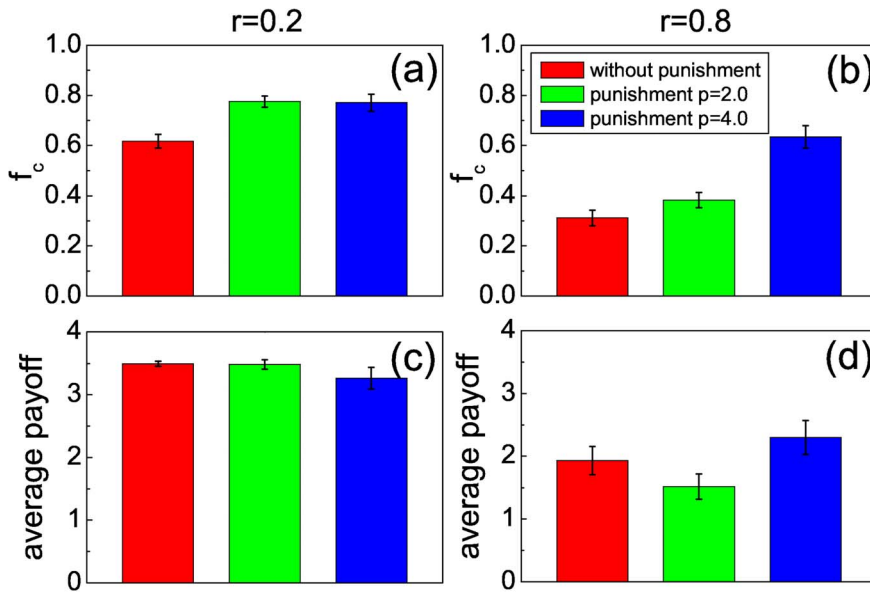 r=0.2
r=0.8
1.0
0.8
0.6
0.4
0.2
0.0
f_c
(a)
1.0
0.8
0.6
0.4
0.2
0.0
f_c
(b)
without punishment
punishment p=2.0
punishment p=4.0
4
3
2
1
0
average payoff
(c)
4
3
2
1
0
average payoff
(d)